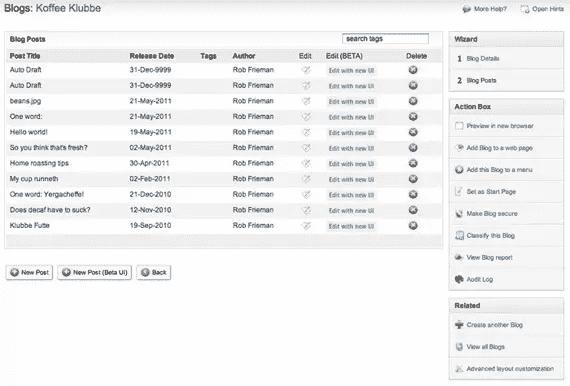 Blogs: Koffee Klubbe
More Help? Open Hints
Blog Posts search tags
Post Title Release Date Tags Author Edit Edit (BETA) Delete
Auto Draft 31-Dec-9999 Rob Frieman Edit with new UI
Auto Draft 31-Dec-9999 Rob Frieman Edit with new UI
beans.jpg 21-May-2011 Rob Frieman Edit with new UI
One word: 21-May-2011 Rob Frieman Edit with new UI
Hello world! 19-May-2011 Rob Frieman Edit with new UI
So you think that's fresh? 02-May-2011 Rob Frieman Edit with new UI
Home roasting tips 30-Apr-2011 Rob Frieman Edit with new UI
My cup runneth 02-Feb-2011 Rob Frieman Edit with new UI
One word: Yergacheffe! 21-Dec-2010 Rob Frieman Edit with new UI
Does decaf have to suck? 12-Nov-2010 Rob Frieman Edit with new UI
Klubbe Futte 19-Sep-2010 Rob Frieman Edit with new UI
New Post New Post (Beta UI) Back
Wizard
1 Blog Details
2 Blog Posts
Action Box
Preview in new browser
Add Blog to a web page
Add this Blog to a menu
Set as Start Page
Make Blog secure
Classify this Blog
View Blog report
Audit Log
Related
Create another Blog
View all Blogs
Advanced layout customization